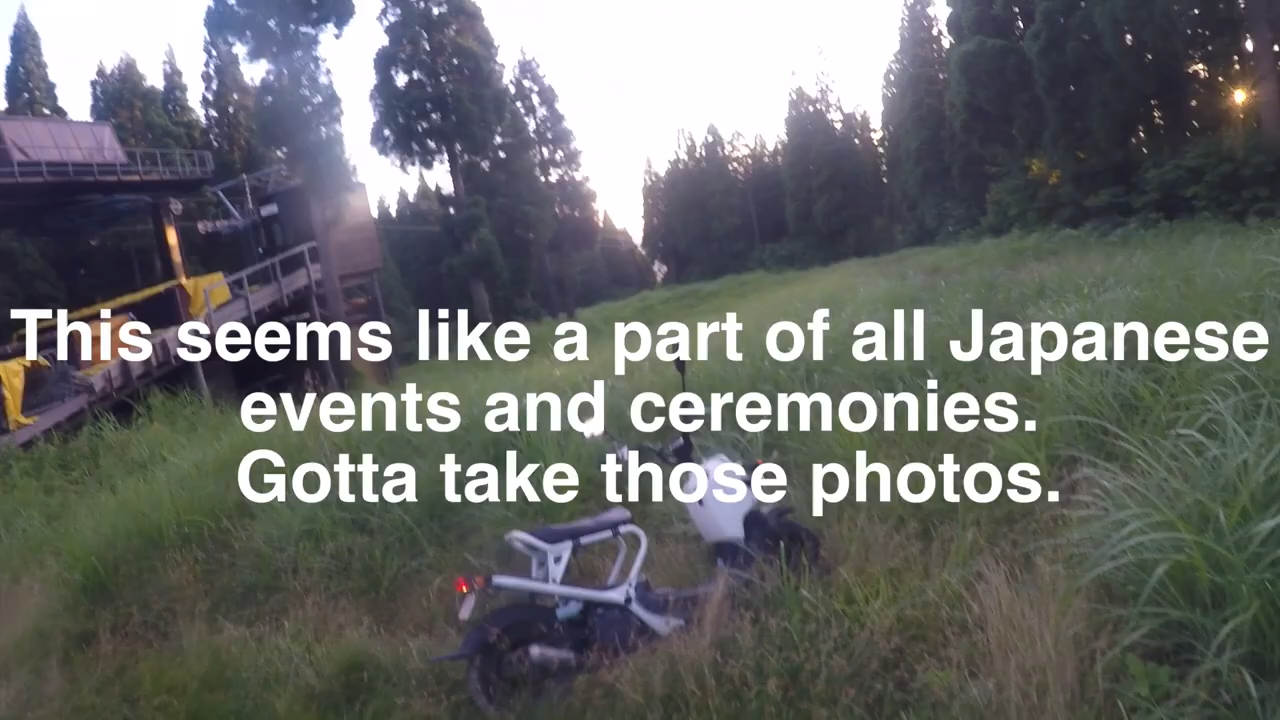 This seems like a part of all Japanese
events and ceremonies.
Gotta take those photos.